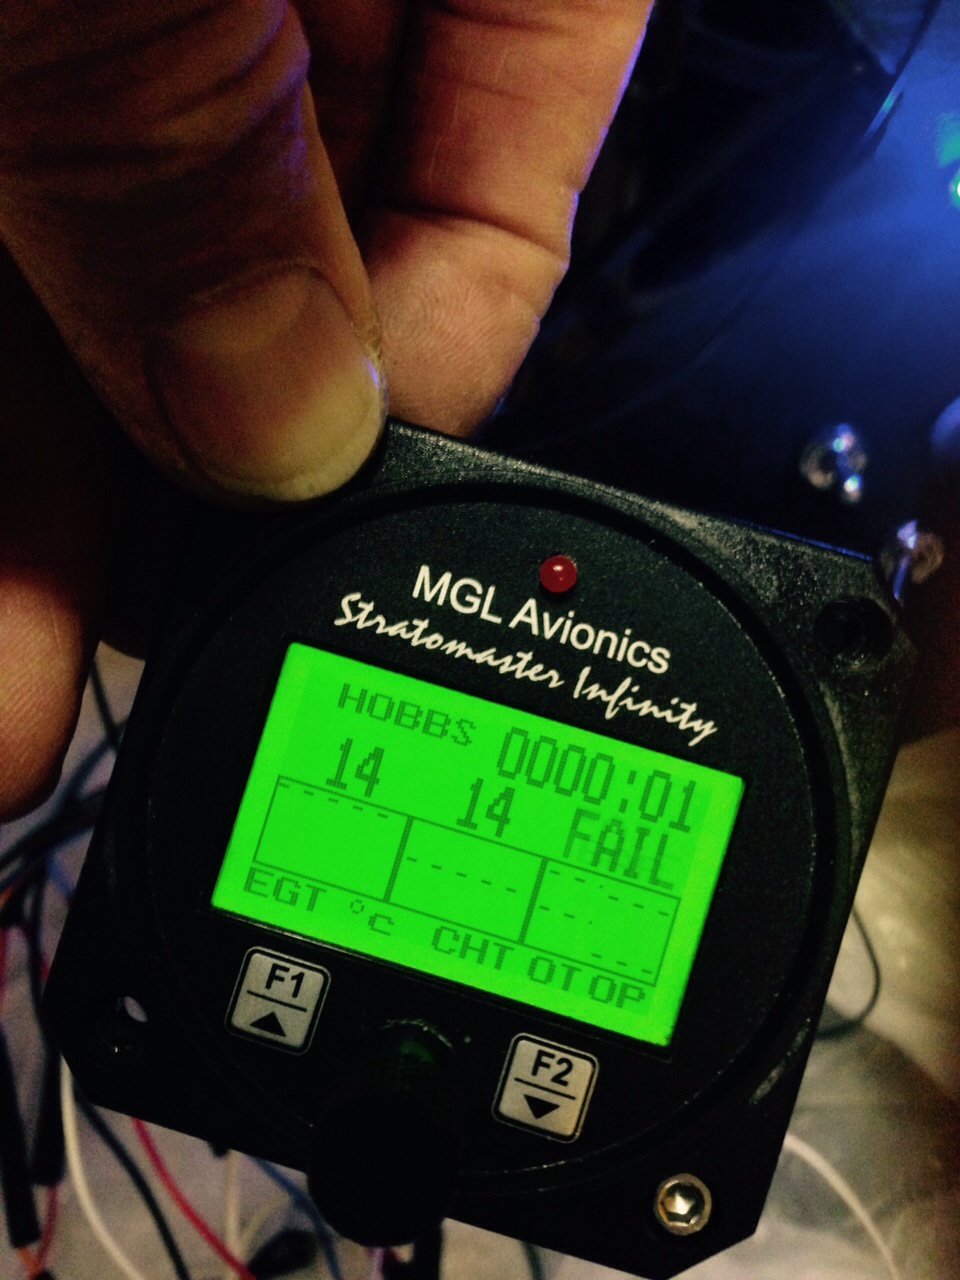 MGL Avionics
Stratomaster Infinity
HOBBS 0000:01
14 14 FAIL
EGT °C CHT OT OP
F1 F2